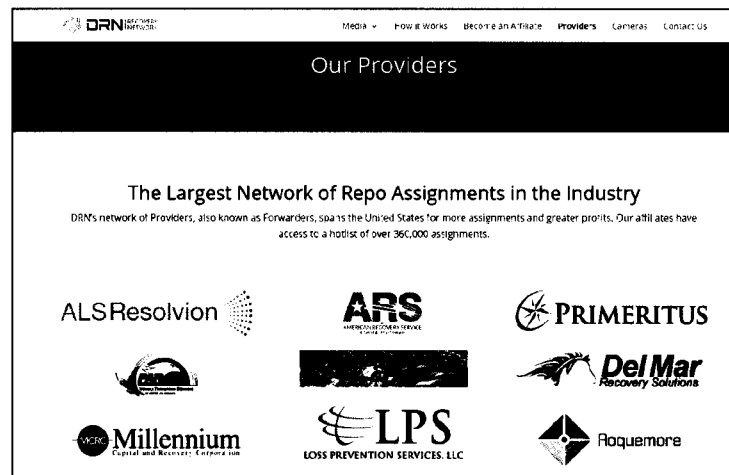 DRN RECOVERY NETWORK
Media How it Works Become an Affiliate Providers Cameras Contact Us
Our Providers
The Largest Network of Repo Assignments in the Industry
DRN's network of Providers, also known as Forwarders, spans the United States for more assignments and greater profits. Our affiliates have
access to a hotlist of over 360,000 assignments.
ALSResolvion
ARS
AMERICAN RECOVERY SERVICE
PRIMERITUS
Del Mar
Recovery Solutions
MCRC Millennium
Capital and Recovery Corporation
LPS
LOSS PREVENTION SERVICES, LLC
Roquemore